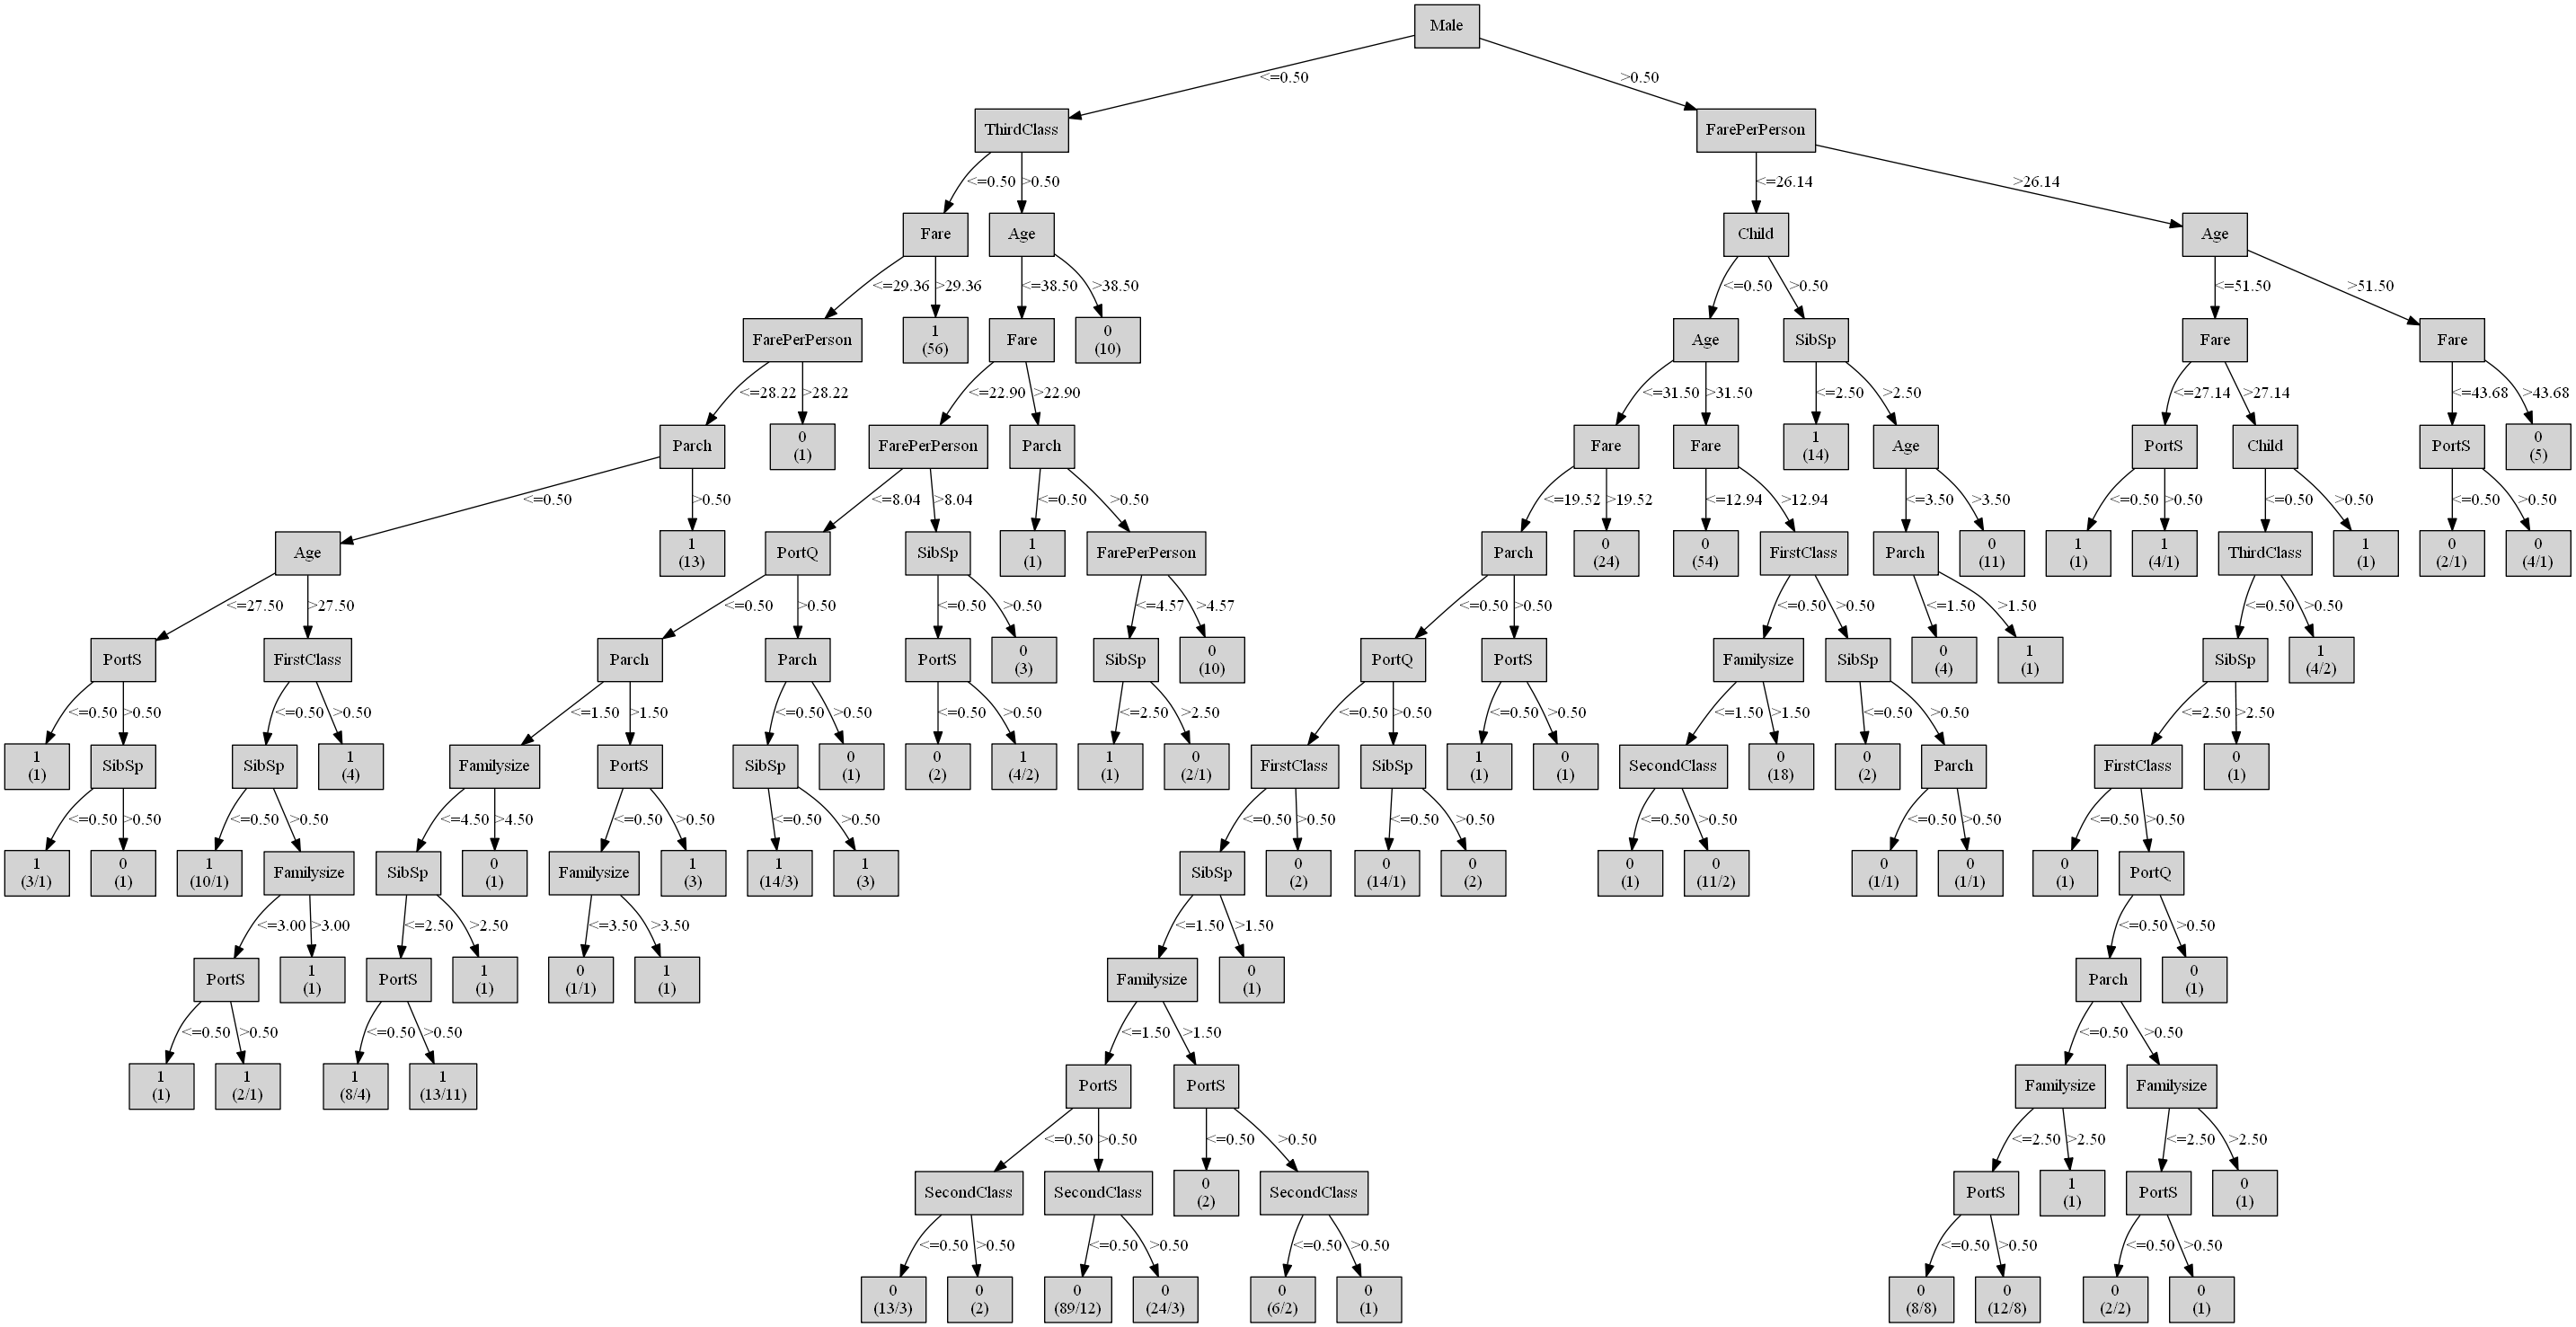 Male
<=0.50 >0.50
ThirdClass FarePerPerson
<=0.50 >0.50 <=26.14 >26.14
Fare Age Child Age
<=29.36 >29.36 <=38.50 >38.50 <=0.50 >0.50 <=51.50 >51.50
FarePerPerson 1 Fare 0 Age SibSp Fare Fare
(56) (10)
<=28.22 >28.22 <=22.90 >22.90 <=31.50 >31.50 <=2.50 >2.50 <=27.14 >27.14 <=43.68 >43.68
Parch 0 FarePerPerson Parch Fare Fare 1 Age PortS Child PortS 0
(1) (14) (5)
<=0.50 >0.50 <=8.04 >8.04 <=0.50 >0.50 <=19.52 >19.52 <=12.94 >12.94 <=3.50 >3.50 <=0.50 >0.50 <=0.50 >0.50 <=0.50 >0.50
Age 1 PortQ SibSp 1 FarePerPerson Parch 0 0 FirstClass Parch 0 1 1 ThirdClass 1 0 0
(13) (1) (24) (54) (11) (1) (4/1) (1) (2/1) (4/1)
<=27.50 >27.50 <=0.50 >0.50 <=0.50 >0.50 <=4.57 >4.57 <=0.50 >0.50 <=0.50 >0.50 <=1.50 >1.50 <=0.50 >0.50
PortS FirstClass Parch Parch PortS 0 SibSp 0 PortQ PortS Familysize SibSp 0 1 SibSp 1
(3) (10) (4) (1) (4/2)
<=0.50 >0.50 <=0.50 >0.50 <=1.50 >1.50 <=0.50 >0.50 <=0.50 >0.50 <=2.50 >2.50 <=0.50 >0.50 <=0.50 >0.50 <=1.50 >1.50 <=0.50 >0.50 <=2.50 >2.50
1 SibSp SibSp 1 Familysize PortS SibSp 0 0 1 1 0 FirstClass SibSp 1 0 SecondClass 0 0 Parch FirstClass 0
(1) (4) (1) (2) (4/2) (1) (2/1) (1) (1) (18) (2) (1)
<=0.50 >0.50 <=0.50 >0.50 <=4.50 >4.50 <=0.50 >0.50 <=0.50 >0.50 <=0.50 >0.50 <=0.50 >0.50 <=0.50 >0.50 <=0.50 >0.50 <=0.50 >0.50
1 0 1 Familysize SibSp 0 Familysize 1 1 1 SibSp 0 0 0 0 0 0 0 0 PortQ
(3/1) (1) (10/1) (1) (3) (14/3) (3) (2) (14/1) (2) (1) (11/2) (1/1) (1/1) (1)
<=3.00 >3.00 <=2.50 >2.50 <=3.50 >3.50 <=1.50 >1.50 <=0.50 >0.50
PortS 1 PortS 1 0 1 Familysize 0 Parch 0
(1) (1) (1/1) (1) (1) (1)
<=0.50 >0.50 <=0.50 >0.50 <=1.50 >1.50 <=0.50 >0.50
1 1 1 1 PortS PortS Familysize Familysize
(1) (2/1) (8/4) (13/11)
<=0.50 >0.50 <=0.50 >0.50 <=2.50 >2.50 <=2.50 >2.50
SecondClass SecondClass 0 SecondClass PortS 1 PortS 0
(2) (1) (1)
<=0.50 >0.50 <=0.50 >0.50 <=0.50 >0.50 <=0.50 >0.50 <=0.50 >0.50
0 0 0 0 0 0 0 0 0 0
(13/3) (2) (89/12) (24/3) (6/2) (1) (8/8) (12/8) (2/2) (1)